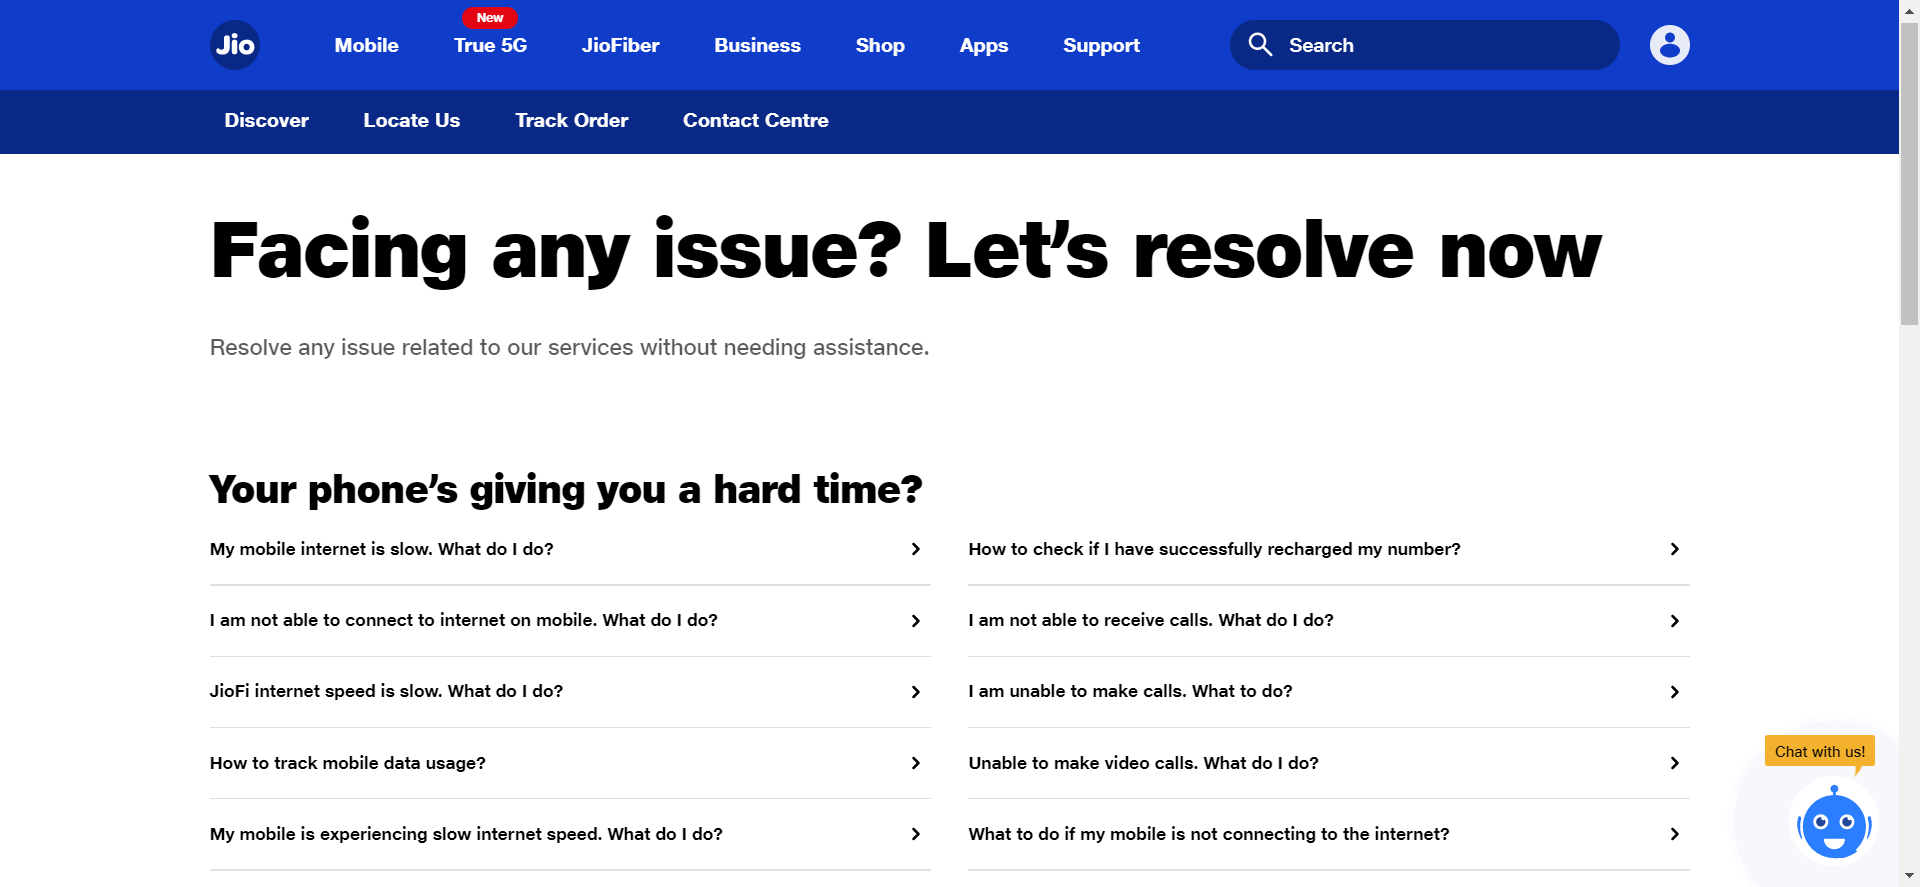 Jio
Mobile
New
True 5G
JioFiber
Business
Shop
Apps
Support
Search
Discover
Locate Us
Track Order
Contact Centre
Facing any issue? Let’s resolve now
Resolve any issue related to our services without needing assistance.
Your phone’s giving you a hard time?
My mobile internet is slow. What do I do?
How to check if I have successfully recharged my number?
I am not able to connect to internet on mobile. What do I do?
I am not able to receive calls. What do I do?
JioFi internet speed is slow. What do I do?
I am unable to make calls. What to do?
How to track mobile data usage?
Unable to make video calls. What do I do?
Chat with us!
My mobile is experiencing slow internet speed. What do I do?
What to do if my mobile is not connecting to the internet?